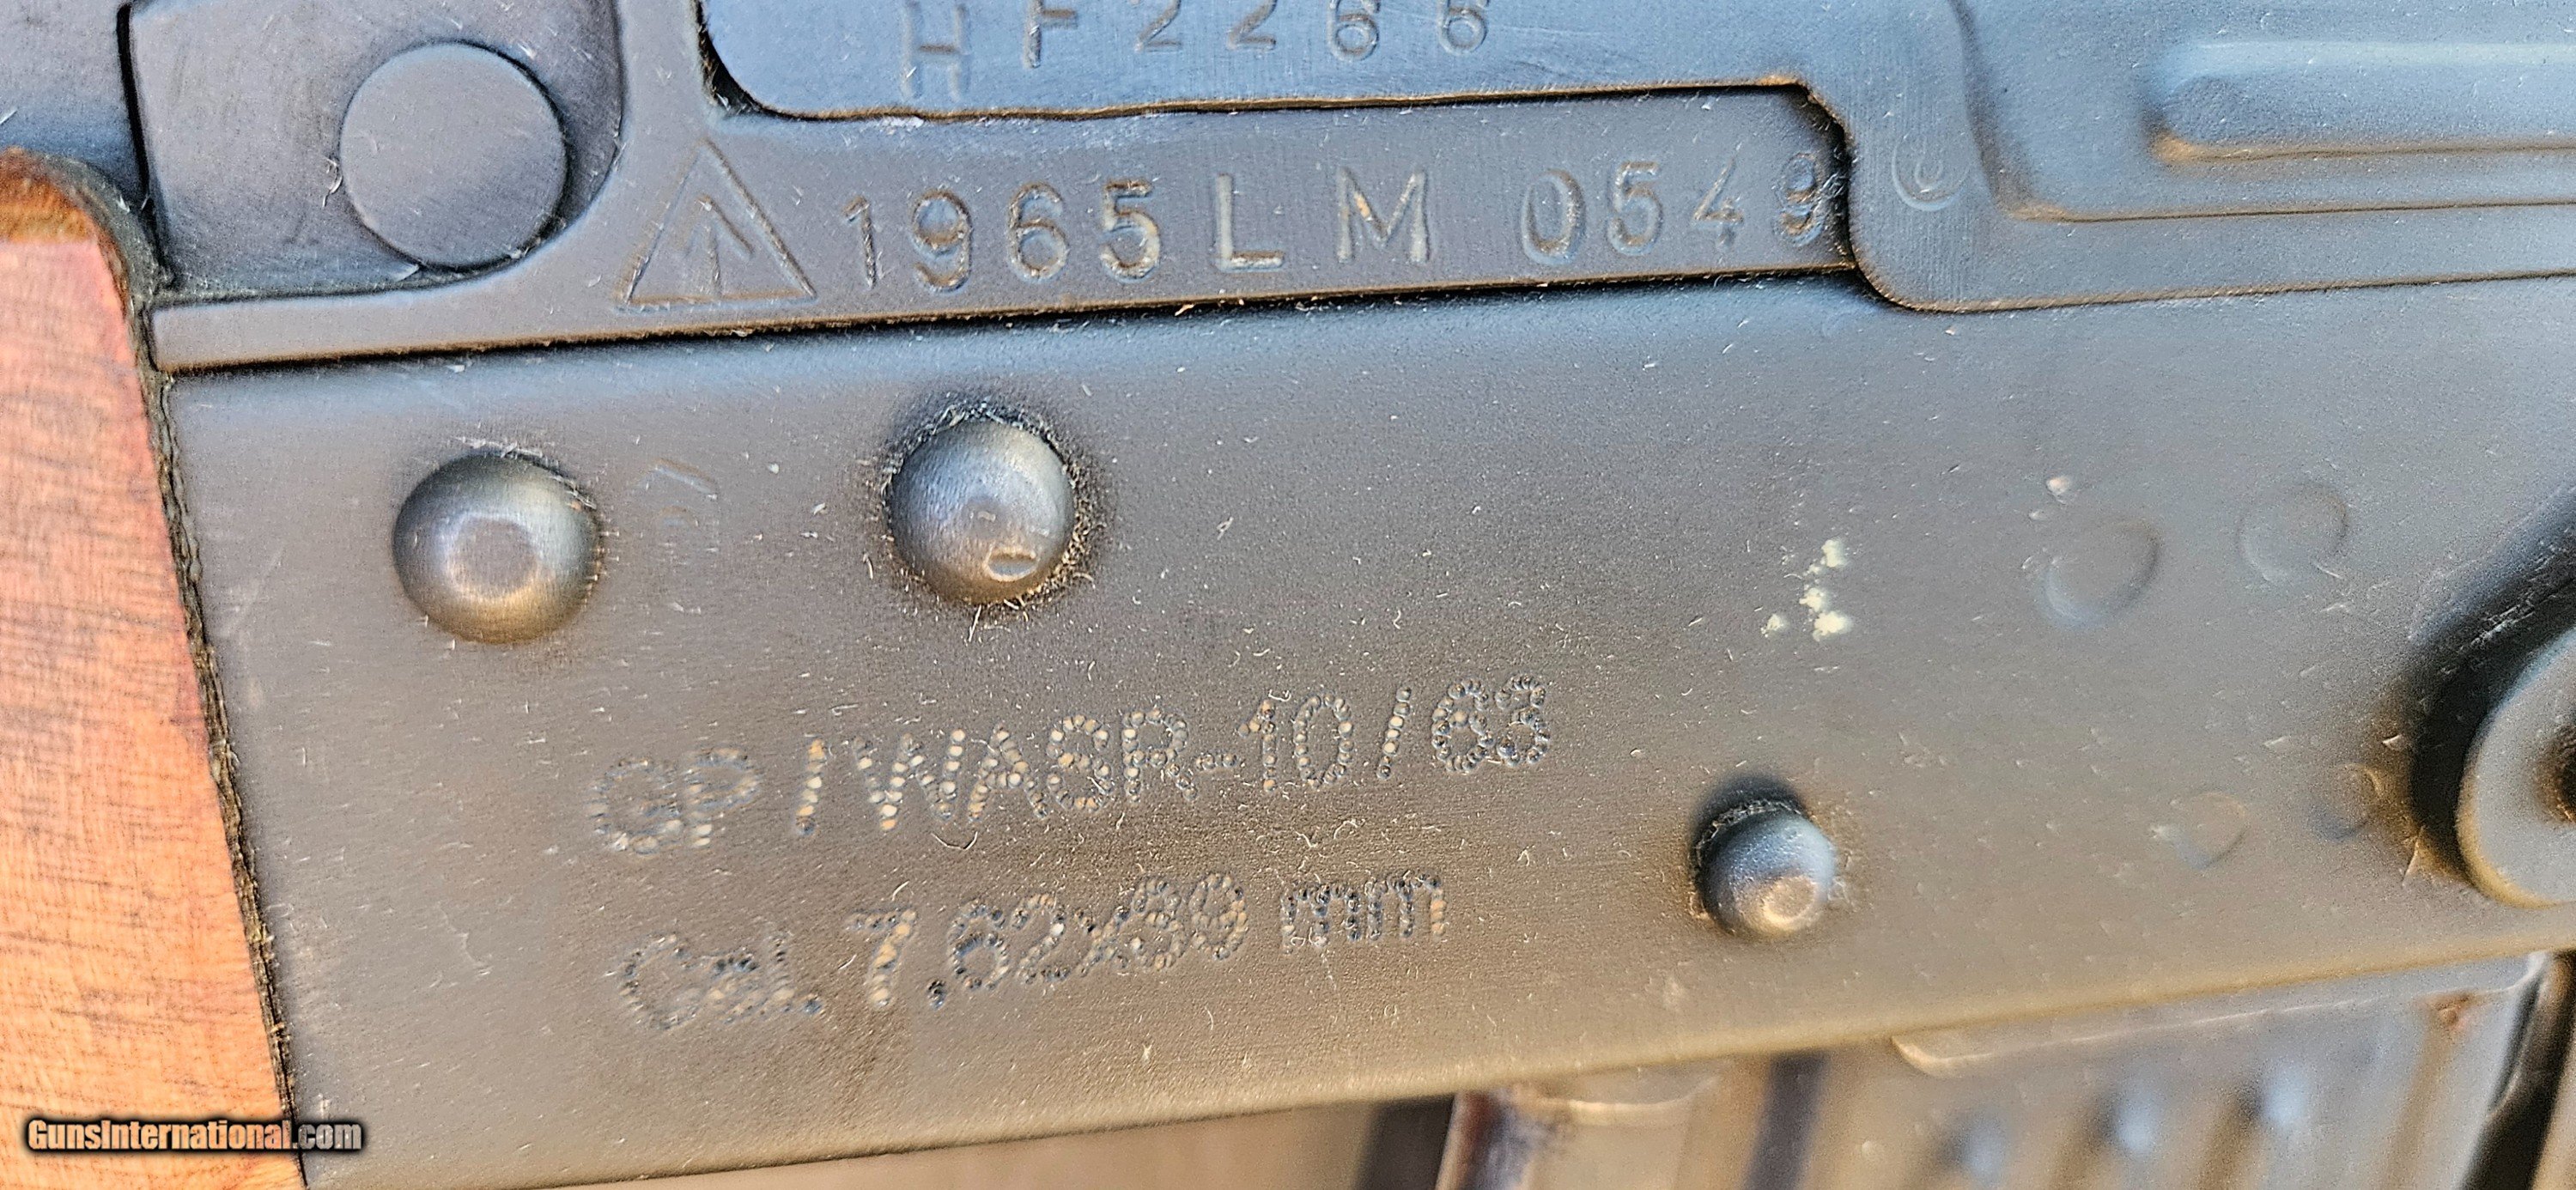 HF2266
1965 LM 0549
GP/WASR-10/63
Cal. 7.62x39 mm
GunsInternational.com